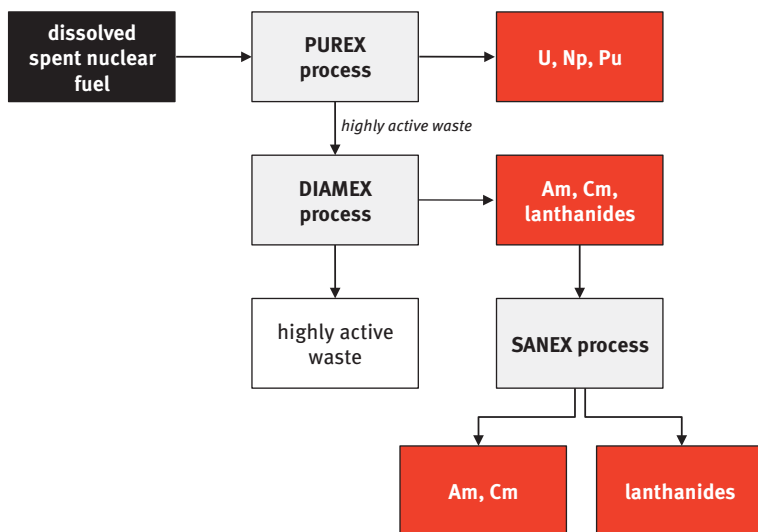 dissolved
spent nuclear
fuel
PUREX
process
U, Np, Pu
highly active waste
DIAMEX
process
Am, Cm,
lanthanides
highly active
waste
SANEX process
Am, Cm
lanthanides